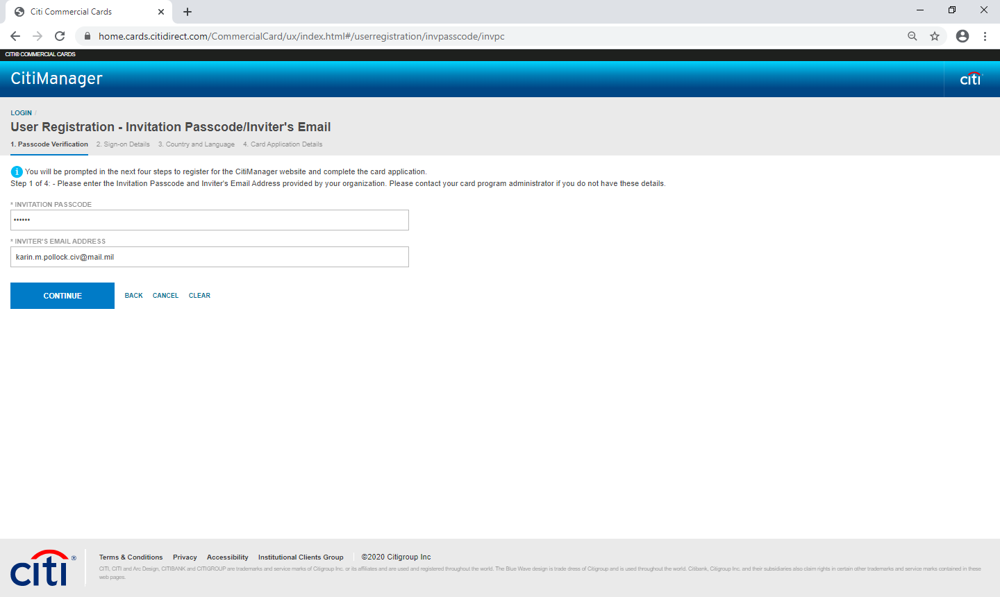 Citi Commercial Cards
home.cards.citidirect.com/CommercialCard/ux/index.html#/userregistration/invpasscode/invpc
CITI® COMMERCIAL CARDS
CitiManager
citi
LOGIN /
User Registration - Invitation Passcode/Inviter's Email
1. Passcode Verification 2. Sign-on Details 3. Country and Language 4. Card Application Details
i You will be prompted in the next four steps to register for the CitiManager website and complete the card application.
Step 1 of 4: - Please enter the Invitation Passcode and Inviter's Email Address provided by your organization. Please contact your card program administrator if you do not have these details.
* INVITATION PASSCODE
••••••
* INVITER'S EMAIL ADDRESS
karin.m.pollock.civ@mail.mil
CONTINUE BACK CANCEL CLEAR
citi®
Terms & Conditions Privacy Accessibility Institutional Clients Group ©2020 Citigroup Inc
CITI, CITI and Arc Design, CITIBANK and CITIGROUP are trademarks and service marks of Citigroup Inc. or its affiliates and are used and registered throughout the world. The Blue Wave design is trade dress of Citigroup and is used throughout the world. Citibank, Citigroup Inc. and their subsidiaries also claim rights in certain other trademarks and service marks contained in these
web pages.